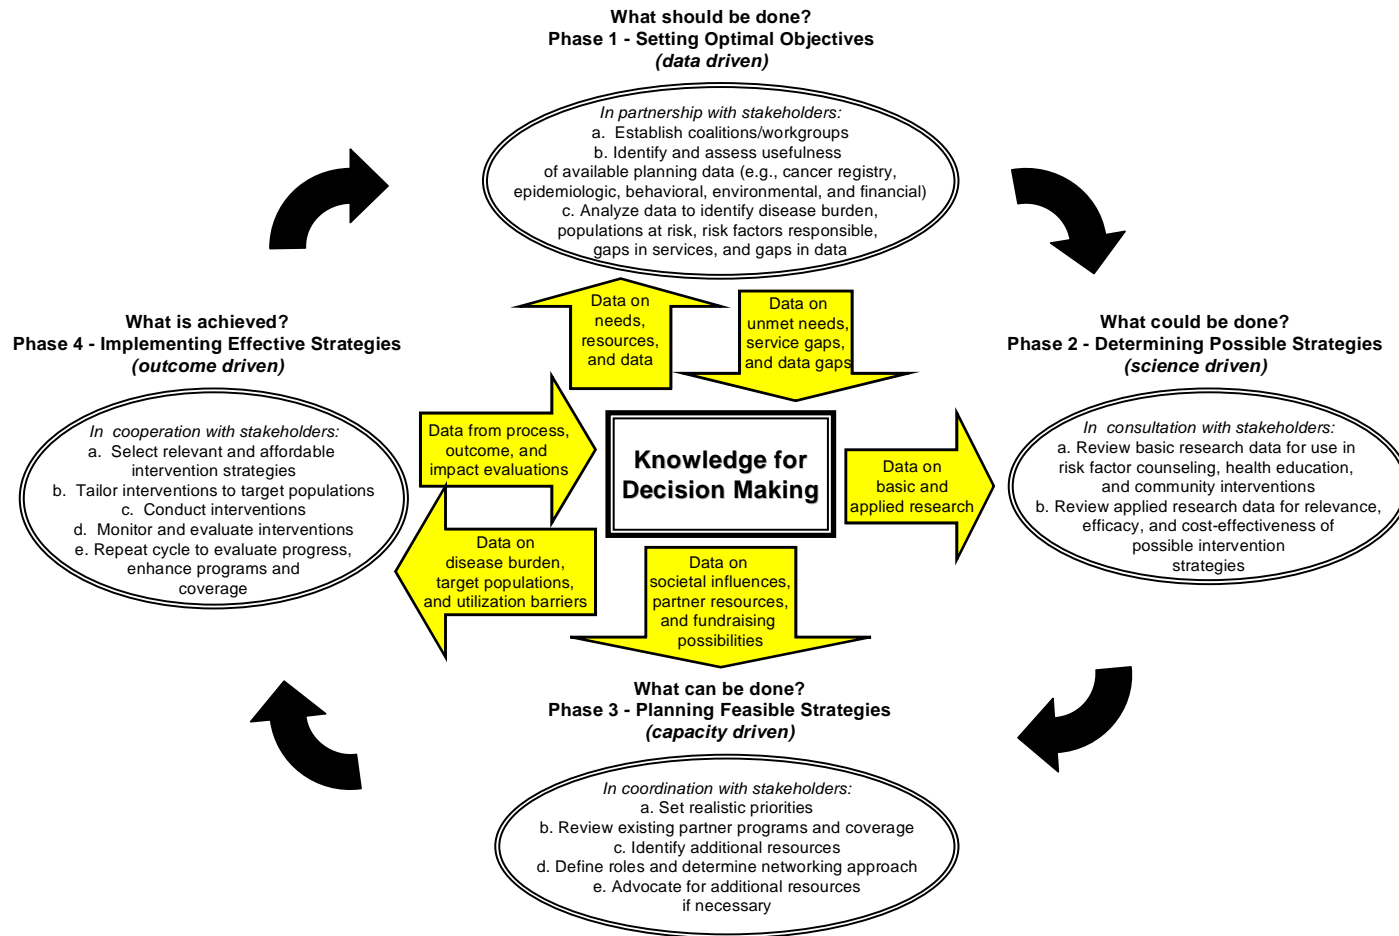 What should be done?
Phase 1 - Setting Optimal Objectives
(data driven)
In partnership with stakeholders:
a. Establish coalitions/workgroups
b. Identify and assess usefulness
of available planning data (e.g., cancer registry,
epidemiologic, behavioral, environmental, and financial)
c. Analyze data to identify disease burden,
populations at risk, risk factors responsible,
gaps in services, and gaps in data
Data on
needs,
resources,
and data
Data on
unmet needs,
service gaps,
and data gaps
What is achieved?
Phase 4 - Implementing Effective Strategies
(outcome driven)
In cooperation with stakeholders:
a. Select relevant and affordable
intervention strategies
b. Tailor interventions to target populations
c. Conduct interventions
d. Monitor and evaluate interventions
e. Repeat cycle to evaluate progress,
enhance programs and
coverage
Data from process,
outcome, and
impact evaluations
Data on
disease burden,
target populations,
and utilization barriers
Knowledge for
Decision Making
Data on
basic and
applied research
What could be done?
Phase 2 - Determining Possible Strategies
(science driven)
In consultation with stakeholders:
a. Review basic research data for use in
risk factor counseling, health education,
and community interventions
b. Review applied research data for relevance,
efficacy, and cost-effectiveness of
possible intervention
strategies
Data on
societal influences,
partner resources,
and fundraising
possibilities
What can be done?
Phase 3 - Planning Feasible Strategies
(capacity driven)
In coordination with stakeholders:
a. Set realistic priorities
b. Review existing partner programs and coverage
c. Identify additional resources
d. Define roles and determine networking approach
e. Advocate for additional resources
if necessary